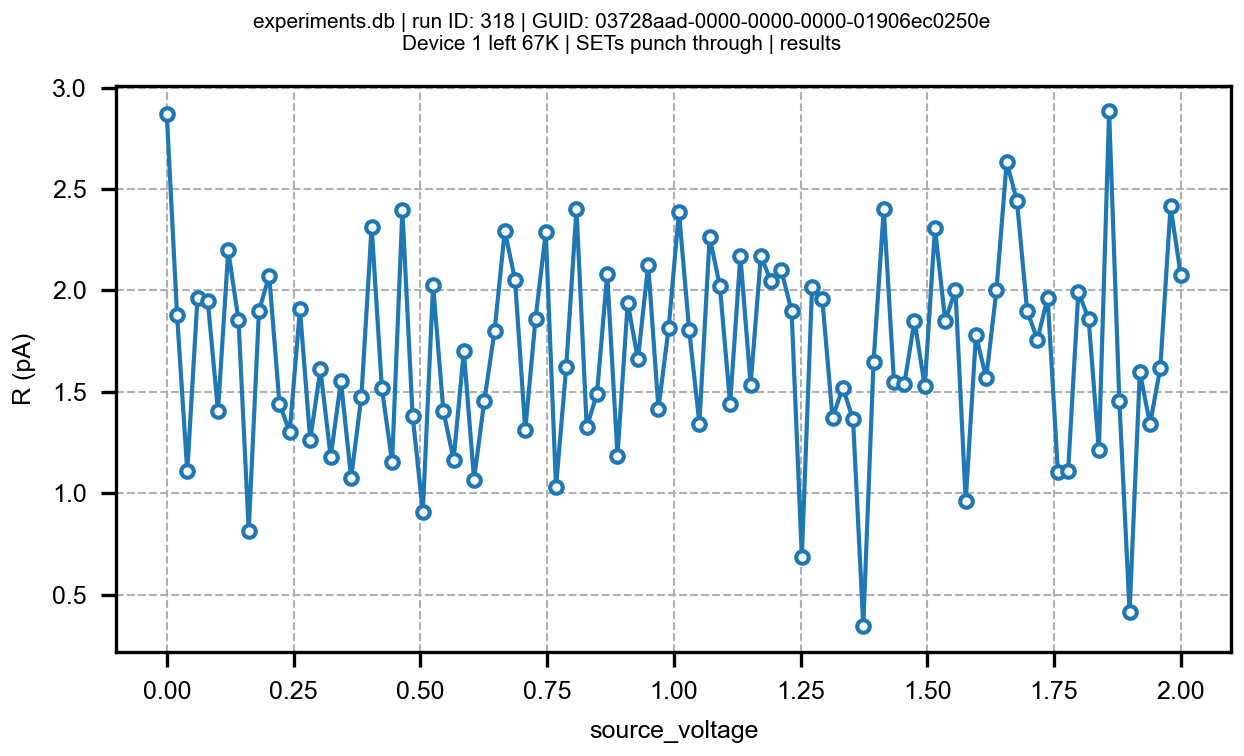 experiments.db | run ID: 318 | GUID: 03728aad-0000-0000-0000-01906ec0250e
Device 1 left 67K | SETs punch through | results
3.0
2.5
2.0
1.5
1.0
0.5
R (pA)
0.00 0.25 0.50 0.75 1.00 1.25 1.50 1.75 2.00
source_voltage